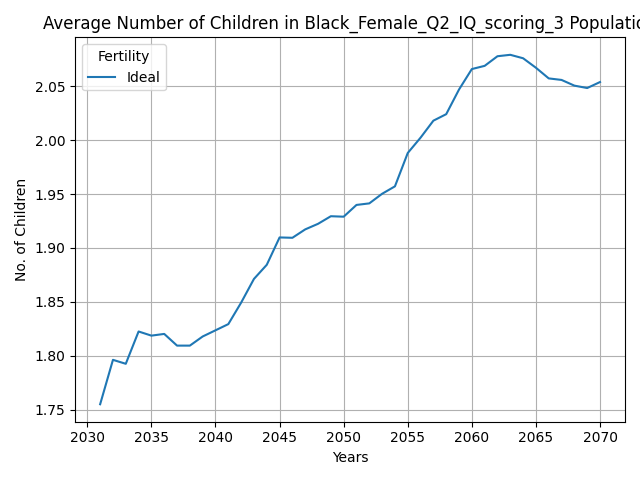 Average Number of Children in Black_Female_Q2_IQ_scoring_3 Populatio
Fertility
Ideal
No. of Children
2.05
2.00
1.95
1.90
1.85
1.80
1.75
2030 2035 2040 2045 2050 2055 2060 2065 2070
Years